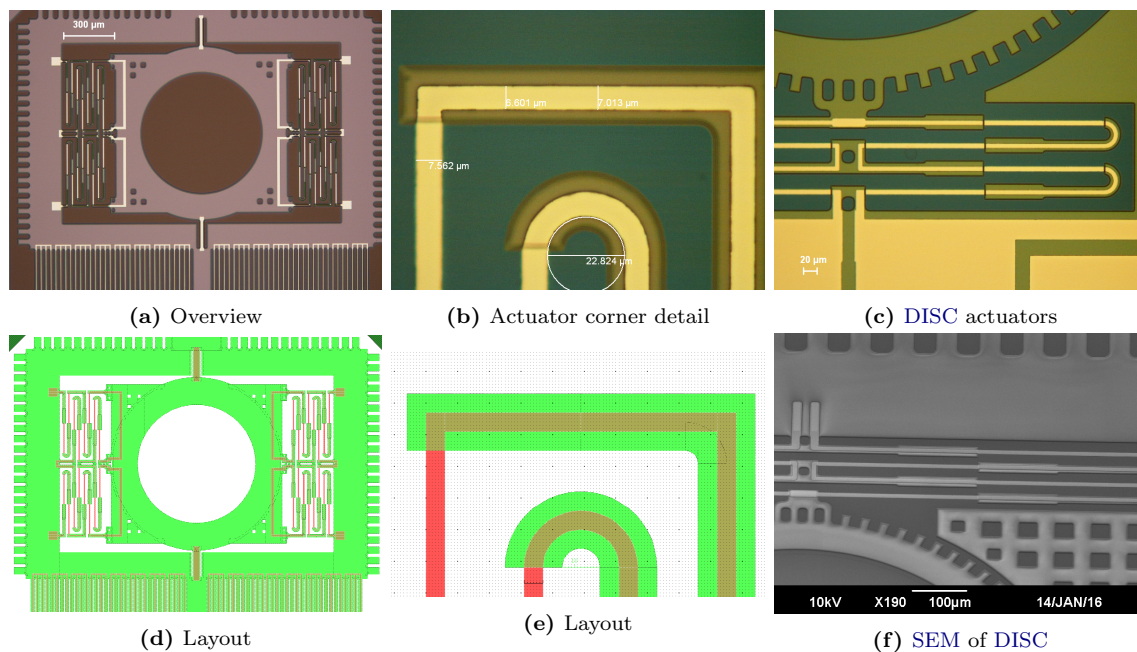 300 µm
6.601 µm
7.013 µm
7.562 µm
22.824 µm
20 µm
(a) Overview
(b) Actuator corner detail
(c) DISC actuators
10kV X190 100µm 14/JAN/16
(d) Layout
(e) Layout
(f) SEM of DISC